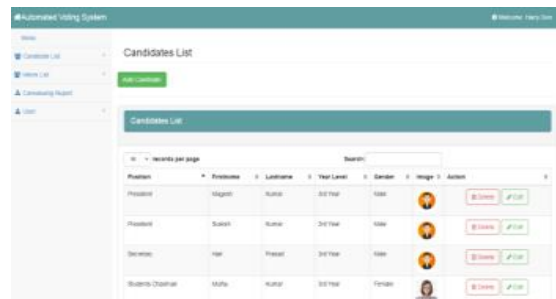 Automated Voting System
Welcome: Harry Den
Home
Candidate List
Voters List
Canvassing Report
User
Candidates List
Add Candidate
Candidates List
10 records per page
Search:
Position Firstname Lastname Year Level Gender Image Action
President Kumar 3rd Year Male Delete Edit
President Kumar 3rd Year Male Delete Edit
Secretary Hari Prasad 3rd Year Male Delete Edit
Students Chairman Kumar 3rd Year Female Delete Edit